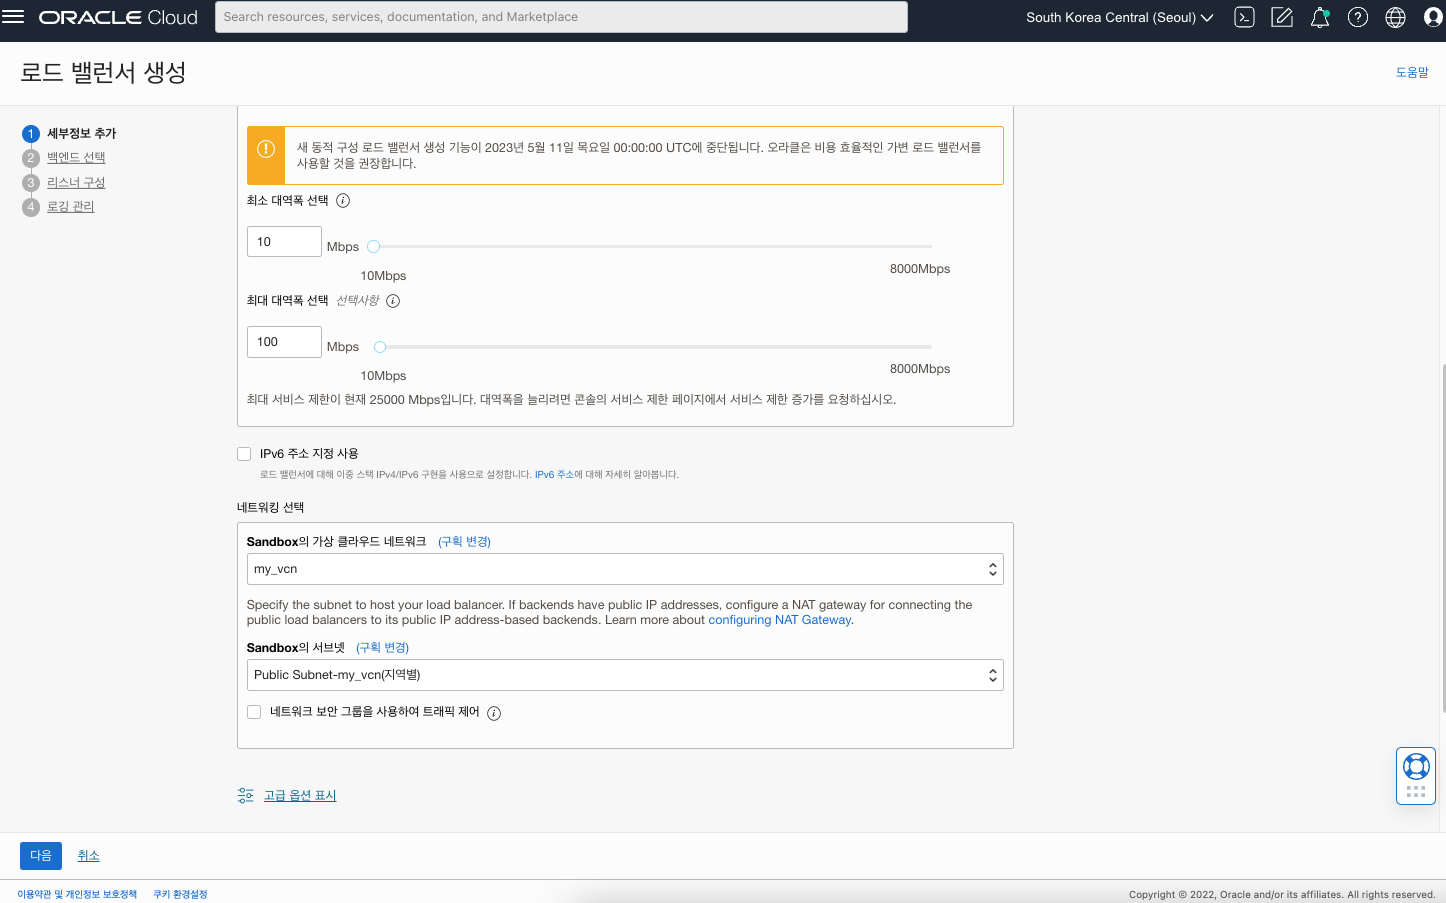 ORACLE Cloud
Search resources, services, documentation, and Marketplace
South Korea Central (Seoul)
로드 밸런서 생성
도움말
1 세부정보 추가
2 백엔드 선택
3 리스너 구성
4 로깅 관리
새 동적 구성 로드 밸런서 생성 기능이 2023년 5월 11일 목요일 00:00:00 UTC에 중단됩니다. 오라클은 비용 효율적인 가변 로드 밸런서를
사용할 것을 권장합니다.
최소 대역폭 선택
10 Mbps
10Mbps 8000Mbps
최대 대역폭 선택 선택사항
100 Mbps
10Mbps 8000Mbps
최대 서비스 제한이 현재 25000 Mbps입니다. 대역폭을 늘리려면 콘솔의 서비스 제한 페이지에서 서비스 제한 증가를 요청하십시오.
IPv6 주소 지정 사용
로드 밸런서에 대해 이중 스택 IPv4/IPv6 구현을 사용으로 설정합니다. IPv6 주소에 대해 자세히 알아봅니다.
네트워킹 선택
Sandbox의 가상 클라우드 네트워크 (구획 변경)
my_vcn
Specify the subnet to host your load balancer. If backends have public IP addresses, configure a NAT gateway for connecting the
public load balancers to its public IP address-based backends. Learn more about configuring NAT Gateway.
Sandbox의 서브넷 (구획 변경)
Public Subnet-my_vcn(지역별)
네트워크 보안 그룹을 사용하여 트래픽 제어
고급 옵션 표시
다음 취소
이용약관 및 개인정보 보호정책 쿠키 환경설정
Copyright © 2022, Oracle and/or its affiliates. All rights reserved.